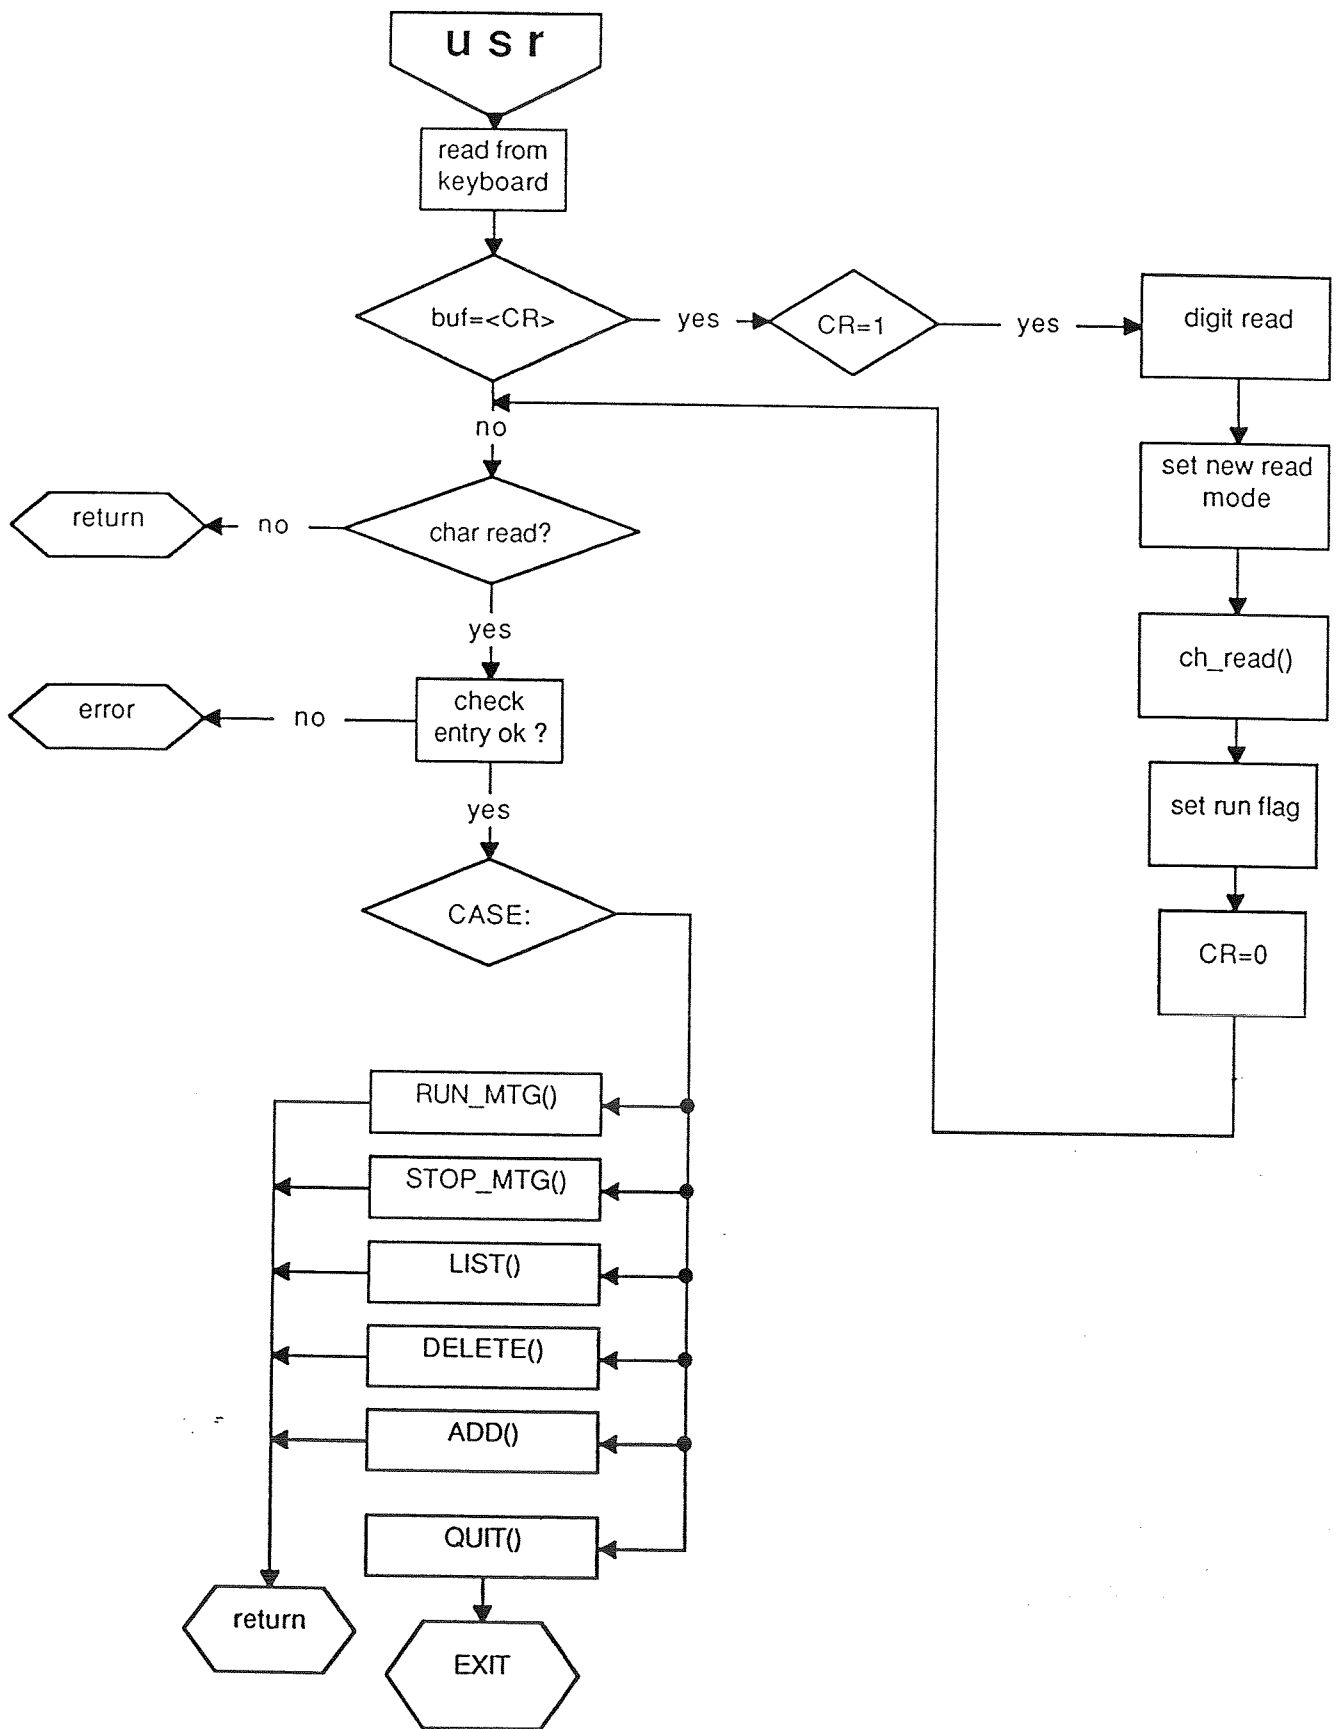 usr
read from
keyboard
buf=<CR>
yes
CR=1
yes
digit read
no
set new read
mode
return
no
char read?
yes
ch_read()
error
no
check
entry ok ?
yes
set run flag
CASE:
CR=0
RUN_MTG()
STOP_MTG()
LIST()
DELETE()
ADD()
QUIT()
return
EXIT